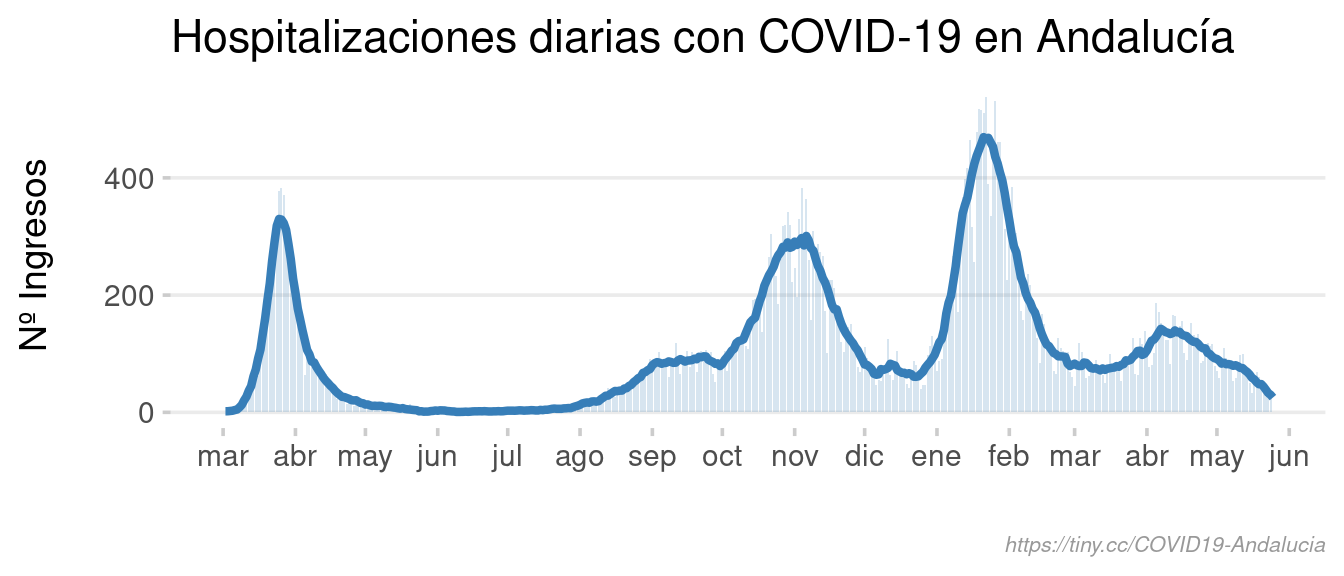 Hospitalizaciones diarias con COVID-19 en Andalucía
Nº Ingresos
400
200
0
mar abr may jun jul ago sep oct nov dic ene feb mar abr may jun
https://tiny.cc/COVID19-Andalucia